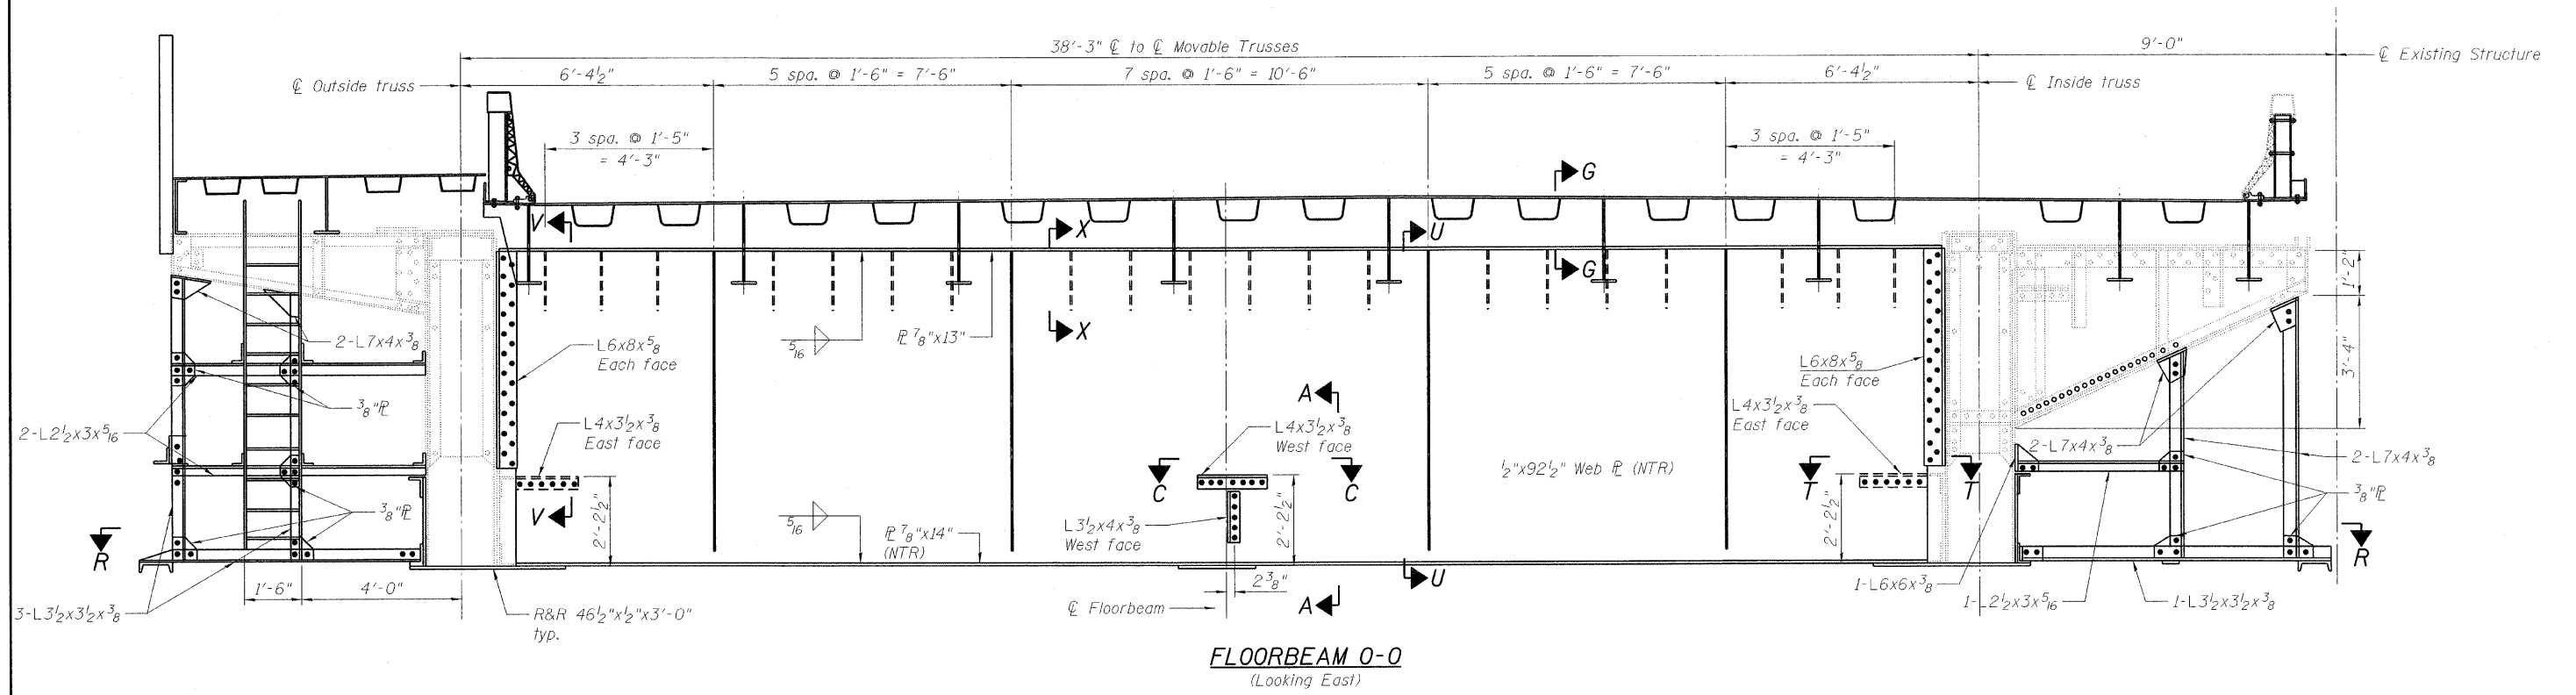 38'-3" ℄ to ℄ Movable Trusses
9'-0"
℄ Existing Structure
℄ Outside truss
6'-4½"
5 spa. @ 1'-6" = 7'-6"
7 spa. @ 1'-6" = 10'-6"
5 spa. @ 1'-6" = 7'-6"
6'-4½"
℄ Inside truss
3 spa. @ 1'-5"
= 4'-3"
3 spa. @ 1'-5"
= 4'-3"
G
V
X
U
G
X
1'-2"
3'-4"
2-L7x4x⅜
L6x8x⅝
Each face
5/16
℄ ⅞"x13"
L6x8x⅝
Each face
A
⅜"℄
2-L2½x3x5/16
L4x3½x⅜
East face
L4x3½x⅜
West face
C
C
½"x92½" Web ℄ (NTR)
L4x3½x⅜
East face
T
T
2-L7x4x⅜
2-L7x4x⅜
⅜"℄
⅜"℄
V
2'-2½"
5/16
℄ ⅞"x14"
(NTR)
L3½x4x⅜
West face
2'-2½"
2'-2½"
R
R
U
1'-6"
4'-0"
2⅜"
A
℄ Floorbeam
3-L3½x3½x⅜
R&R 46½"x½"x3'-0"
typ.
1-L6x6x⅜
1-L2½x3x5/16
1-L3½x3½x⅜
FLOORBEAM 0-0
(Looking East)